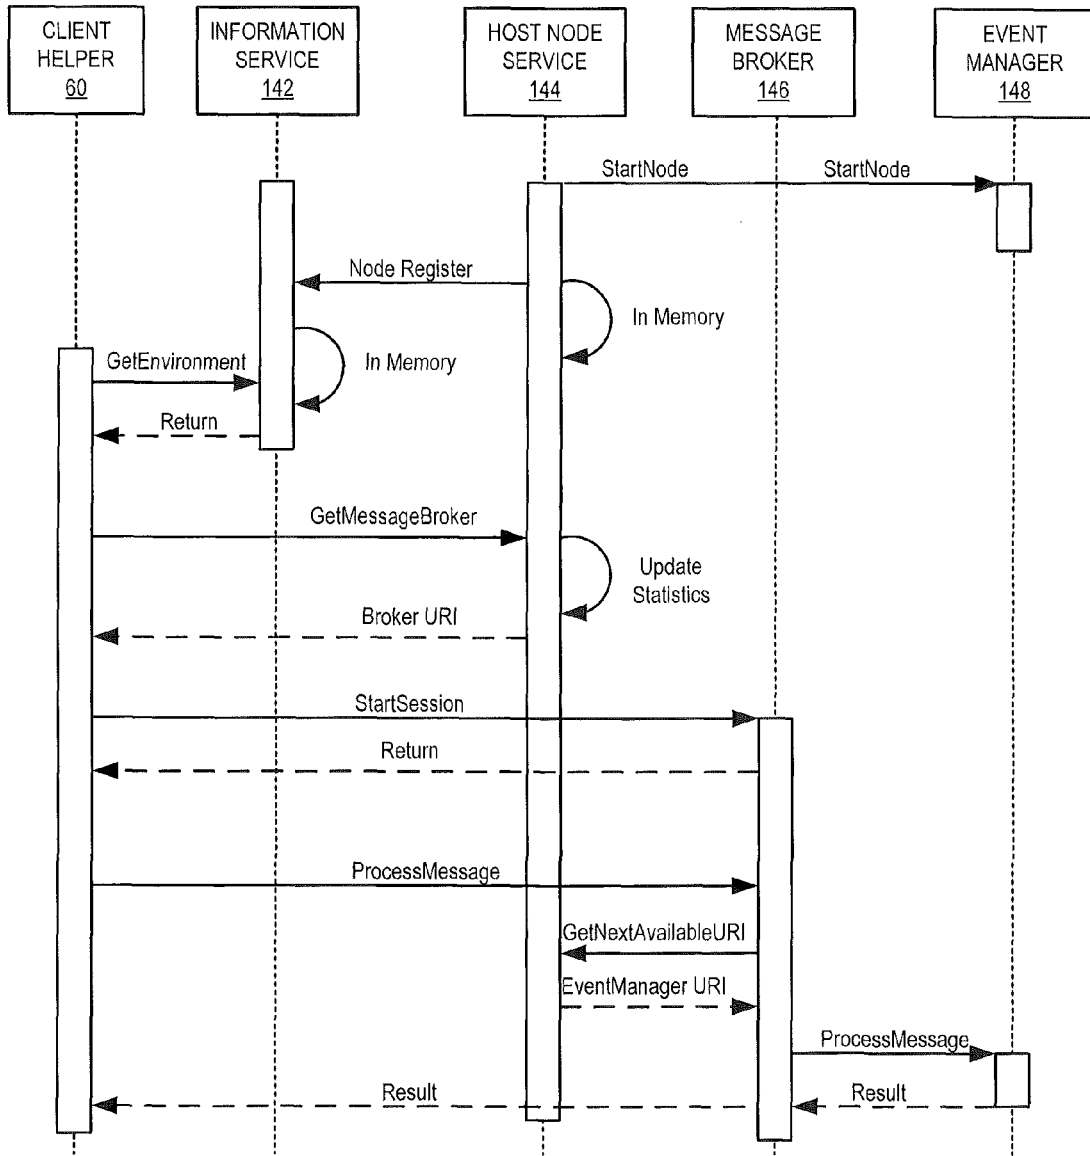 CLIENT
HELPER
60
INFORMATION
SERVICE
142
HOST NODE
SERVICE
144
MESSAGE
BROKER
146
EVENT
MANAGER
148
StartNode
StartNode
Node Register
In Memory
In Memory
GetEnvironment
Return
GetMessageBroker
Update
Statistics
Broker URI
StartSession
Return
ProcessMessage
GetNextAvailableURI
EventManager URI
ProcessMessage
Result
Result